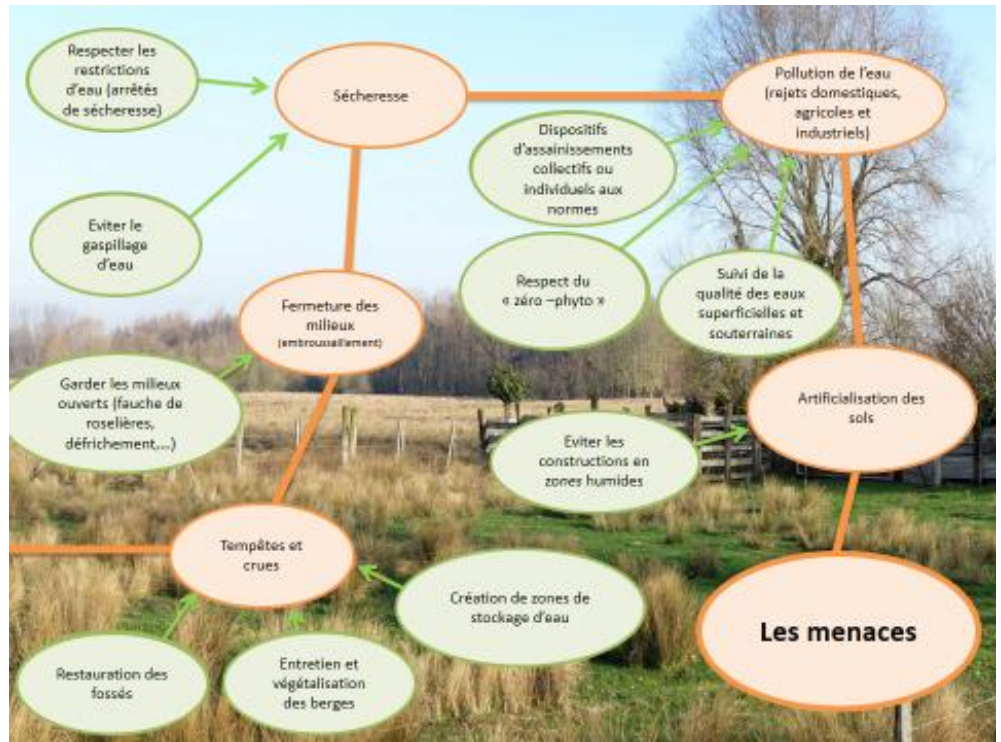 Respecter les
restrictions
d'eau (arrêtés
de sécheresse)
Sécheresse
Pollution de l'eau
(rejets domestiques,
agricoles et
industriels)
Dispositifs
d'assainissements
collectifs ou
individuels aux
normes
Eviter le
gaspillage
d'eau
Respect du
« zéro –phyto »
Suivi de la
qualité des eaux
superficielles et
souterraines
Fermeture des
milieux
(embroussaillement)
Garder les milieux
ouverts (fauche de
roselières,
défrichement,...)
Artificialisation des
sols
Eviter les
constructions en
zones humides
Tempêtes et
crues
Création de zones de
stockage d'eau
Les menaces
Restauration des
fossés
Entretien et
végétalisation
des berges